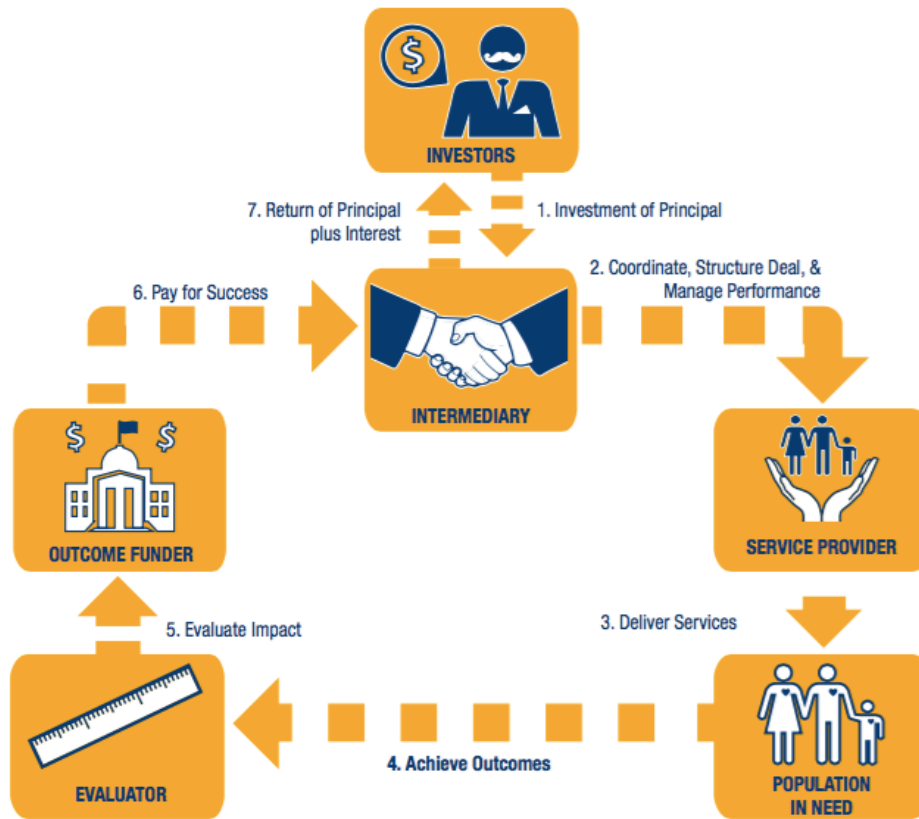 $
INVESTORS
7. Return of Principal
plus Interest
1. Investment of Principal
2. Coordinate, Structure Deal, &
Manage Performance
6. Pay for Success
INTERMEDIARY
$ $
OUTCOME FUNDER
SERVICE PROVIDER
5. Evaluate Impact
3. Deliver Services
4. Achieve Outcomes
EVALUATOR
POPULATION
IN NEED